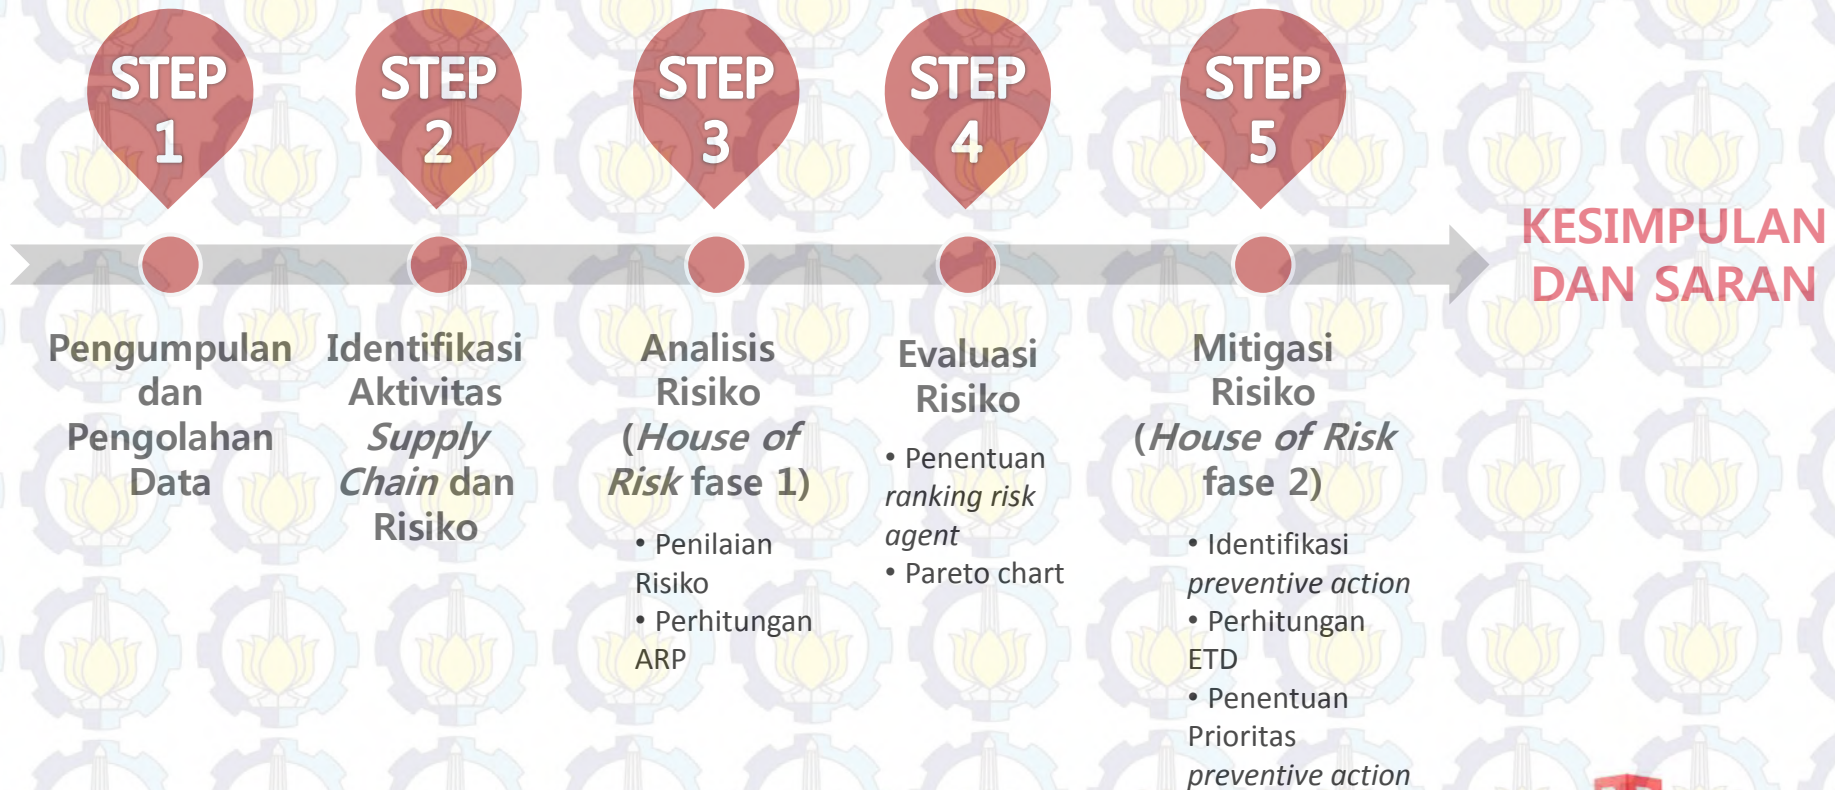 STEP
1
STEP
2
STEP
3
STEP
4
STEP
5
KESIMPULAN
DAN SARAN
Pengumpulan
dan
Pengolahan
Data
Identifikasi
Aktivitas
Supply
Chain dan
Risiko
Analisis
Risiko
(House of
Risk fase 1)
• Penilaian
Risiko
• Perhitungan
ARP
Evaluasi
Risiko
• Penentuan
ranking risk
agent
• Pareto chart
Mitigasi
Risiko
(House of Risk
fase 2)
• Identifikasi
preventive action
• Perhitungan
ETD
• Penentuan
Prioritas
preventive action